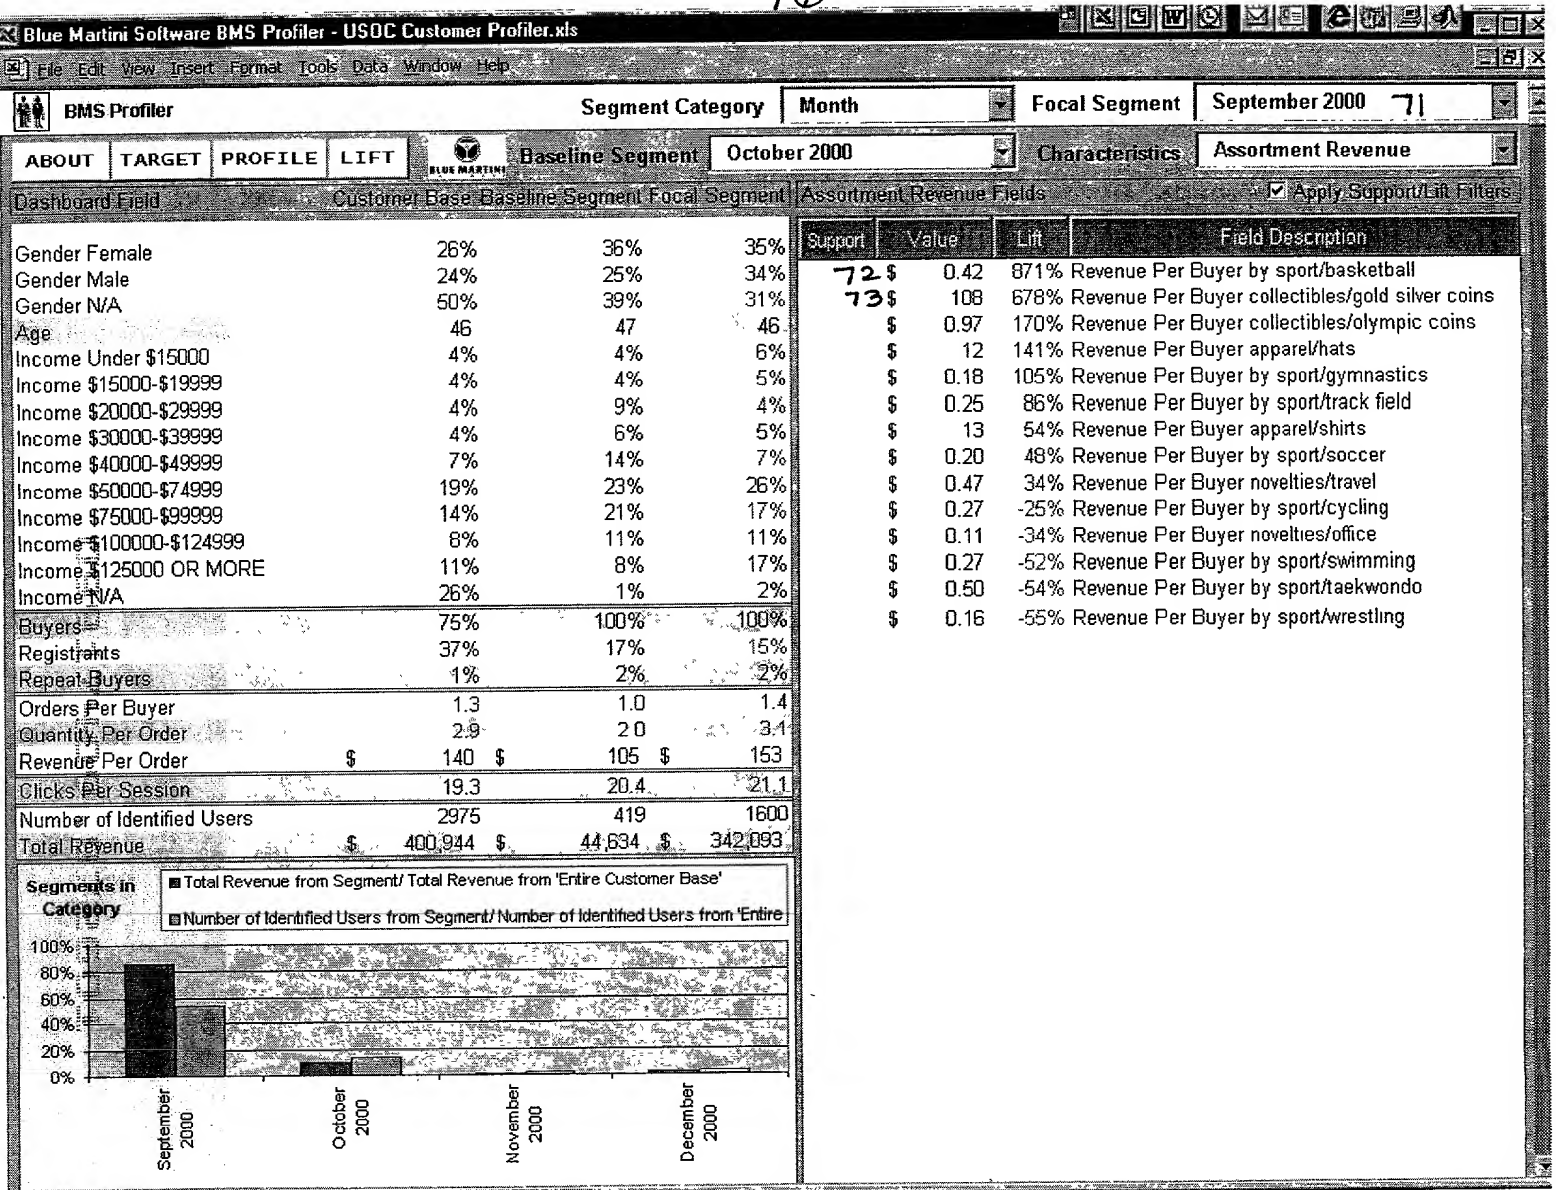 Blue Martini Software BMS Profiler - USOC Customer Profiler.xls
File Edit View Insert Format Tools Data Window Help
BMS Profiler Segment Category Month Focal Segment September 2000 71
ABOUT TARGET PROFILE LIFT BLUE MARTINI Baseline Segment October 2000 Characteristics Assortment Revenue
Dashboard Field Customer Base Baseline Segment Focal Segment
Gender Female 26% 36% 35%
Gender Male 24% 25% 34%
Gender N/A 50% 39% 31%
Age 46 47 46
Income Under $15000 4% 4% 6%
Income $15000-$19999 4% 4% 5%
Income $20000-$29999 4% 9% 4%
Income $30000-$39999 4% 6% 5%
Income $40000-$49999 7% 14% 7%
Income $50000-$74999 19% 23% 26%
Income $75000-$99999 14% 21% 17%
Income $100000-$124999 8% 11% 11%
Income $125000 OR MORE 11% 8% 17%
Income N/A 26% 1% 2%
Buyers 75% 100% 100%
Registrants 37% 17% 15%
Repeat Buyers 1% 2% 2%
Orders Per Buyer 1.3 1.0 1.4
Quantity Per Order 2.9 2.0 3.1
Revenue Per Order $ 140 $ 105 $ 153
Clicks Per Session 19.3 20.4 21.1
Number of Identified Users 2975 419 1600
Total Revenue $ 400,944 $ 44,634 $ 342,093
Segments in Category
Total Revenue from Segment/ Total Revenue from 'Entire Customer Base'
Number of Identified Users from Segment/ Number of Identified Users from 'Entire
100%
80%
60%
40%
20%
0%
September 2000
October 2000
November 2000
December 2000
Assortment Revenue Fields Apply Support/Lift Filters
Support Value Lift Field Description
72 $ 0.42 871% Revenue Per Buyer by sport/basketball
73 $ 108 678% Revenue Per Buyer collectibles/gold silver coins
$ 0.97 170% Revenue Per Buyer collectibles/olympic coins
$ 12 141% Revenue Per Buyer apparel/hats
$ 0.18 105% Revenue Per Buyer by sport/gymnastics
$ 0.25 86% Revenue Per Buyer by sport/track field
$ 13 54% Revenue Per Buyer apparel/shirts
$ 0.20 48% Revenue Per Buyer by sport/soccer
$ 0.47 34% Revenue Per Buyer novelties/travel
$ 0.27 -25% Revenue Per Buyer by sport/cycling
$ 0.11 -34% Revenue Per Buyer novelties/office
$ 0.27 -52% Revenue Per Buyer by sport/swimming
$ 0.50 -54% Revenue Per Buyer by sport/taekwondo
$ 0.16 -55% Revenue Per Buyer by sport/wrestling